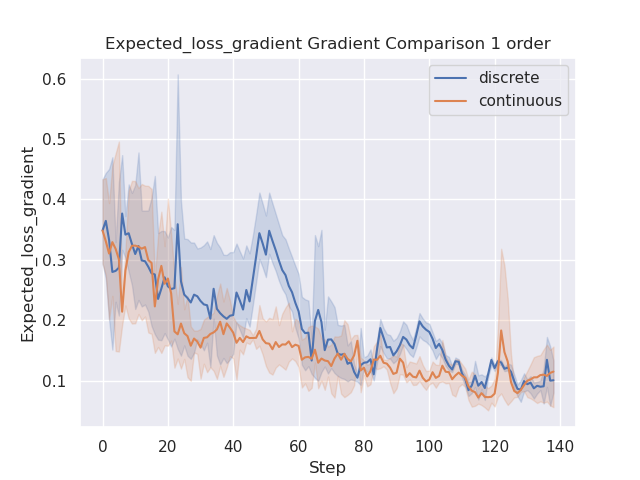 Expected_loss_gradient Gradient Comparison 1 order
discrete
continuous
Expected_loss_gradient
0.6
0.5
0.4
0.3
0.2
0.1
0 20 40 60 80 100 120 140
Step